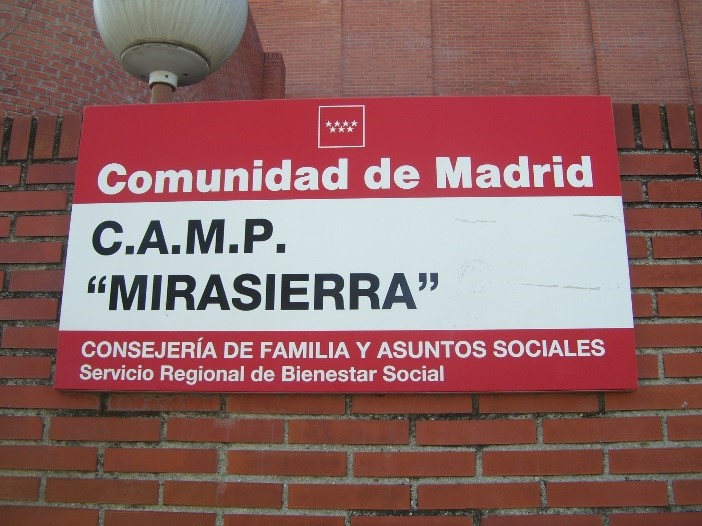 Comunidad de Madrid
C.A.M.P.
“MIRASIERRA”
CONSEJERÍA DE FAMILIA Y ASUNTOS SOCIALES
Servicio Regional de Bienestar Social